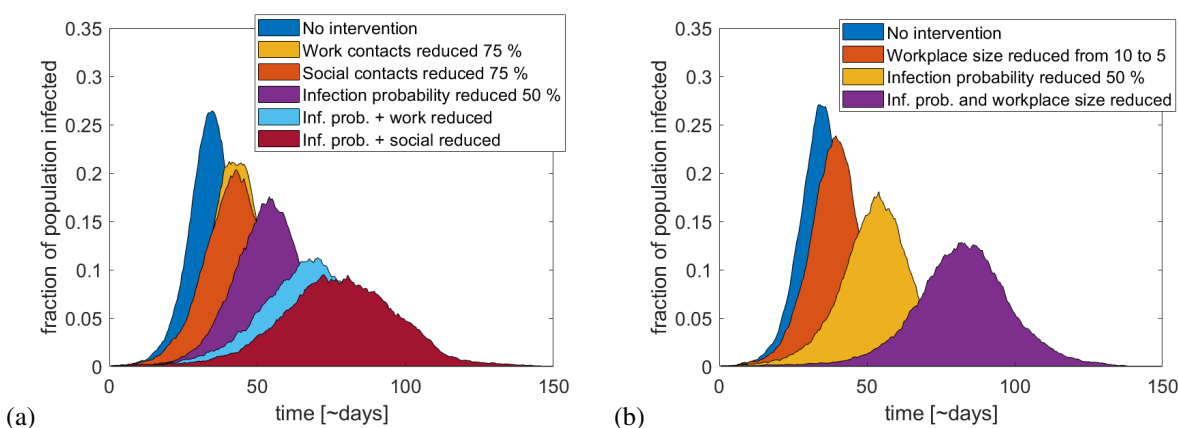 0.35
0.3
0.25
0.2
0.15
0.1
0.05
0
fraction of population infected
No intervention
Work contacts reduced 75 %
Social contacts reduced 75 %
Infection probability reduced 50 %
Inf. prob. + work reduced
Inf. prob. + social reduced
0 50 100 150
time [~days]
(a)
0.35
0.3
0.25
0.2
0.15
0.1
0.05
0
fraction of population infected
No intervention
Workplace size reduced from 10 to 5
Infection probability reduced 50 %
Inf. prob. and workplace size reduced
0 50 100 150
time [~days]
(b)